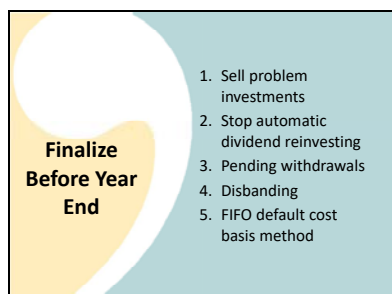 Finalize
Before Year
End
1. Sell problem
investments
2. Stop automatic
dividend reinvesting
3. Pending withdrawals
4. Disbanding
5. FIFO default cost
basis method